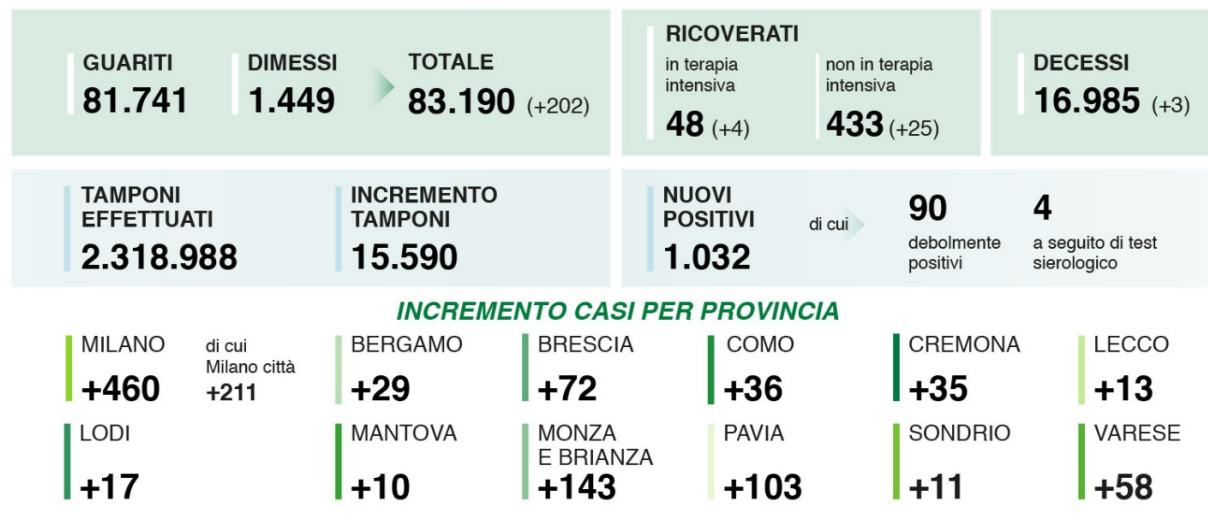 GUARITI
81.741
DIMESSI
1.449
TOTALE
83.190 (+202)
RICOVERATI
in terapia
intensiva
48 (+4)
non in terapia
intensiva
433 (+25)
DECESSI
16.985 (+3)
TAMPONI
EFFETTUATI
2.318.988
INCREMENTO
TAMPONI
15.590
NUOVI
POSITIVI
1.032
di cui
90
debolmente
positivi
4
a seguito di test
sierologico
INCREMENTO CASI PER PROVINCIA
MILANO
+460
di cui
Milano città
+211
BERGAMO
+29
BRESCIA
+72
COMO
+36
CREMONA
+35
LECCO
+13
LODI
+17
MANTOVA
+10
MONZA
E BRIANZA
+143
PAVIA
+103
SONDRIO
+11
VARESE
+58